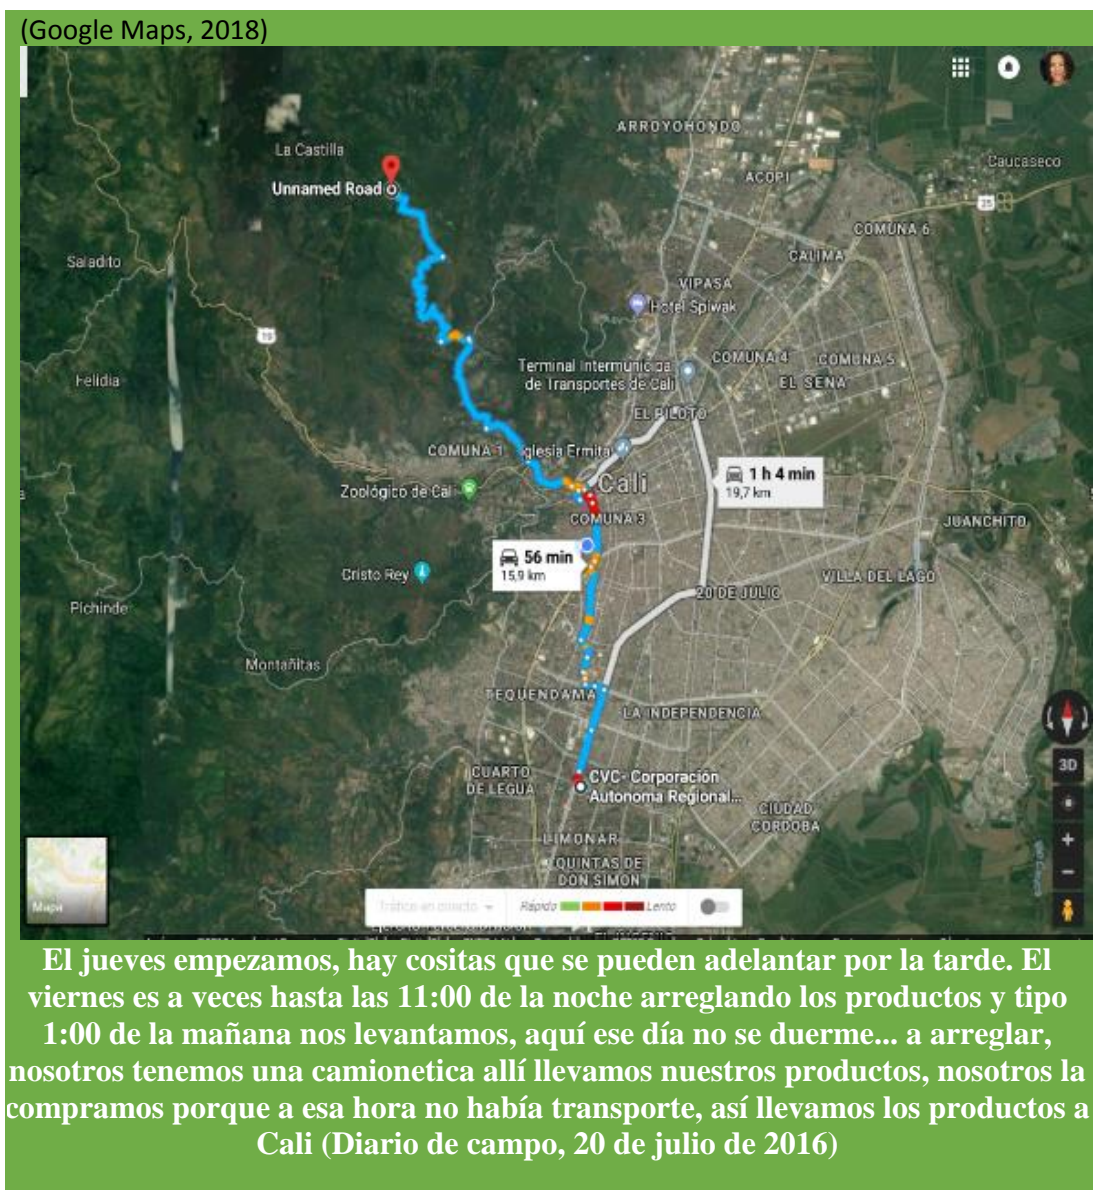 (Google Maps, 2018)
ARROYOHONDO
La Castilla
Caucaseco
Unnamed Road
ACOPI
25
COMUNA 6
Saladito
CALIMA
VIPASA
Hotel Spiwak
19
Terminal Intermunicipa
de Transportes de Cali
COMUNA 4
COMUNA 5
Felidia
EL SENA
EL PILOTO
COMUNA 1
Iglesia Ermita
1 h 4 min
19,7 km
Zoológico de Cali
Cali
COMUNA 3
JUANCHITO
56 min
15,9 km
Cristo Rey
VILLA DEL LAGO
20 DE JULIO
Pichinde
Montañitas
TEQUENDAMA
LA INDEPENDENCIA
3D
CUARTO
DE LEGUA
CVC- Corporación
Autonoma Regional...
CIUDAD
CORDOBA
LIMONAR
QUINTAS DE
DON SIMON
Mapa
Tráfico en directo
Rápido
Lento
El jueves empezamos, hay cositas que se pueden adelantar por la tarde. El
viernes es a veces hasta las 11:00 de la noche arreglando los productos y tipo
1:00 de la mañana nos levantamos, aquí ese día no se duerme... a arreglar,
nosotros tenemos una camionetica allí llevamos nuestros productos, nosotros la
compramos porque a esa hora no había transporte, así llevamos los productos a
Cali (Diario de campo, 20 de julio de 2016)